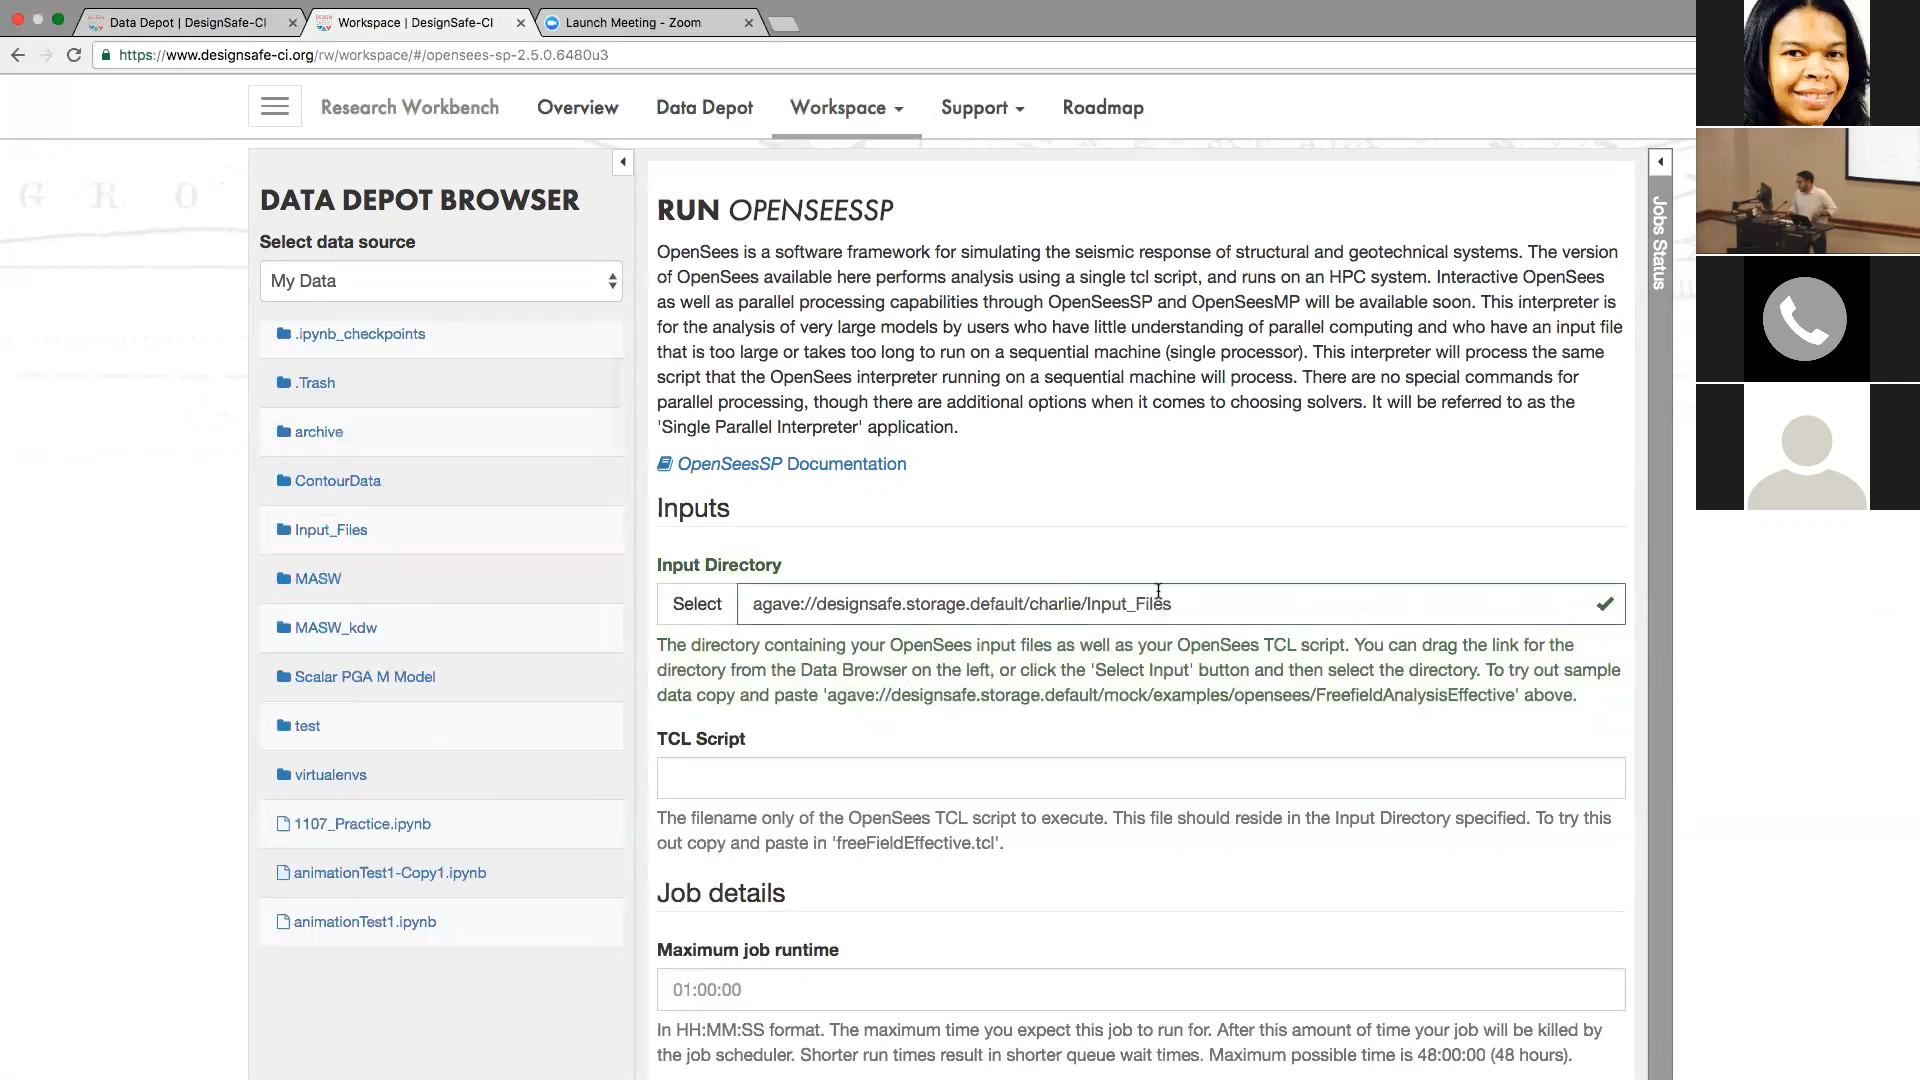 Data Depot | DesignSafe-CI
Workspace | DesignSafe-CI
Launch Meeting - Zoom
https://www.designsafe-ci.org/rw/workspace/#/opensees-sp-2.5.0.6480u3
Research Workbench
Overview
Data Depot
Workspace
Support
Roadmap
G R O
DATA DEPOT BROWSER
Select data source
My Data
.ipynb_checkpoints
.Trash
archive
ContourData
Input_Files
MASW
MASW_kdw
Scalar PGA M Model
test
virtualenvs
1107_Practice.ipynb
animationTest1-Copy1.ipynb
animationTest1.ipynb
RUN OPENSEESSP
OpenSees is a software framework for simulating the seismic response of structural and geotechnical systems. The version
of OpenSees available here performs analysis using a single tcl script, and runs on an HPC system. Interactive OpenSees
as well as parallel processing capabilities through OpenSeesSP and OpenSeesMP will be available soon. This interpreter is
for the analysis of very large models by users who have little understanding of parallel computing and who have an input file
that is too large or takes too long to run on a sequential machine (single processor). This interpreter will process the same
script that the OpenSees interpreter running on a sequential machine will process. There are no special commands for
parallel processing, though there are additional options when it comes to choosing solvers. It will be referred to as the
'Single Parallel Interpreter' application.
OpenSeesSP Documentation
Inputs
Input Directory
Select
agave://designsafe.storage.default/charlie/Input_Files
The directory containing your OpenSees input files as well as your OpenSees TCL script. You can drag the link for the
directory from the Data Browser on the left, or click the 'Select Input' button and then select the directory. To try out sample
data copy and paste 'agave://designsafe.storage.default/mock/examples/opensees/FreefieldAnalysisEffective' above.
TCL Script
The filename only of the OpenSees TCL script to execute. This file should reside in the Input Directory specified. To try this
out copy and paste in 'freeFieldEffective.tcl'.
Job details
Maximum job runtime
01:00:00
In HH:MM:SS format. The maximum time you expect this job to run for. After this amount of time your job will be killed by
the job scheduler. Shorter run times result in shorter queue wait times. Maximum possible time is 48:00:00 (48 hours).
Jobs Status